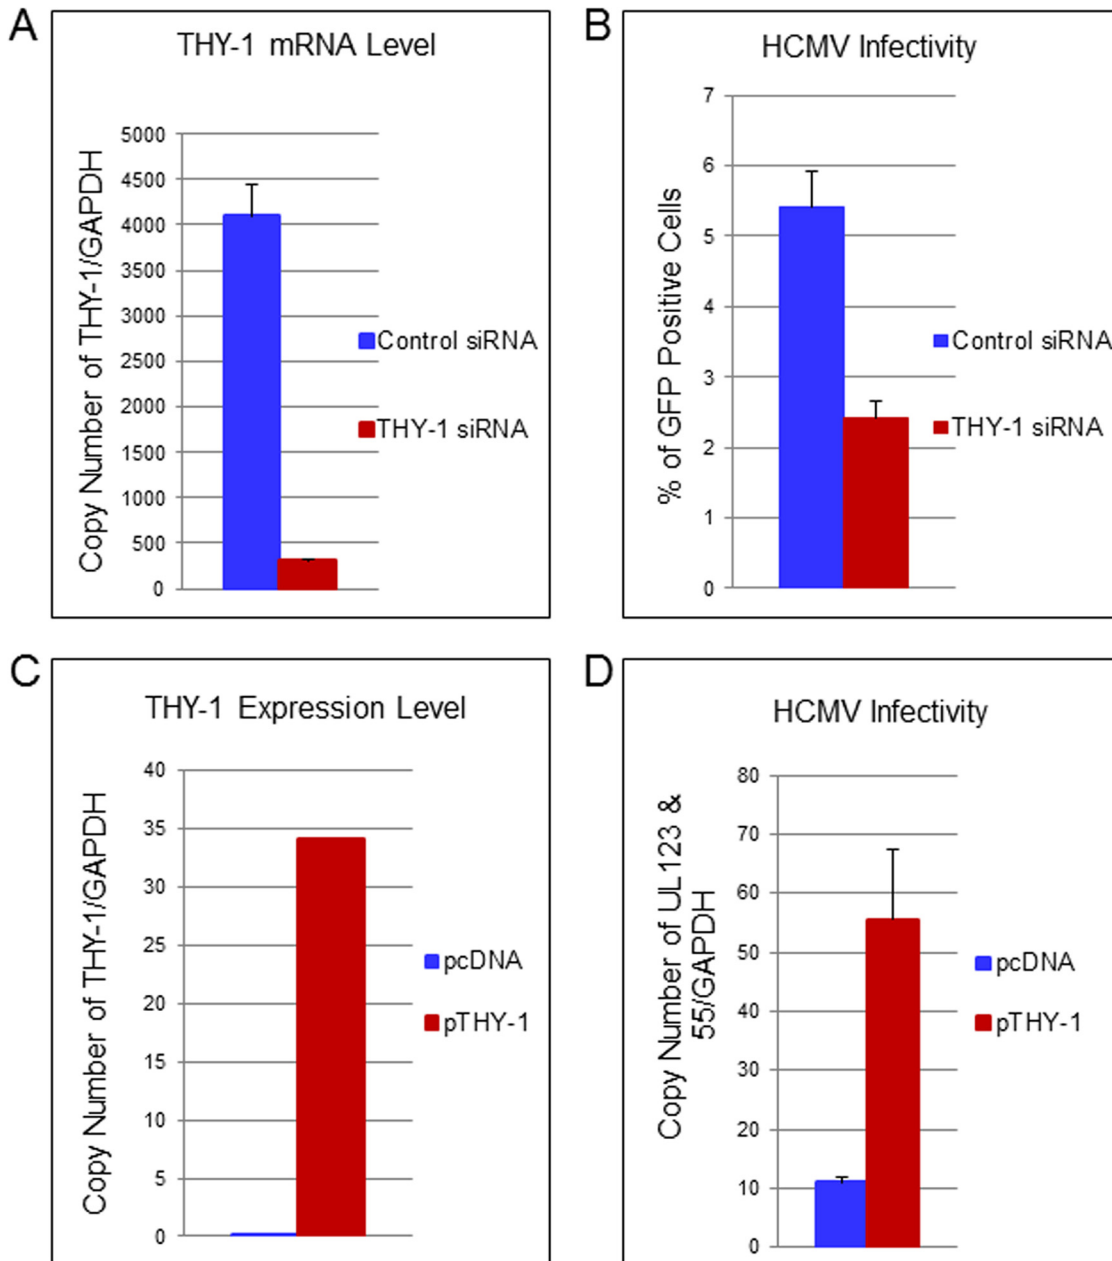 A
THY-1 mRNA Level
Copy Number of THY-1/GAPDH
5000
4500
4000
3500
3000
2500
2000
1500
1000
500
0
Control siRNA
THY-1 siRNA
B
HCMV Infectivity
% of GFP Positive Cells
7
6
5
4
3
2
1
0
Control siRNA
THY-1 siRNA
C
THY-1 Expression Level
Copy Number of THY-1/GAPDH
40
35
30
25
20
15
10
5
0
pcDNA
pTHY-1
D
HCMV Infectivity
Copy Number of UL123 &
55/GAPDH
80
70
60
50
40
30
20
10
0
pcDNA
pTHY-1